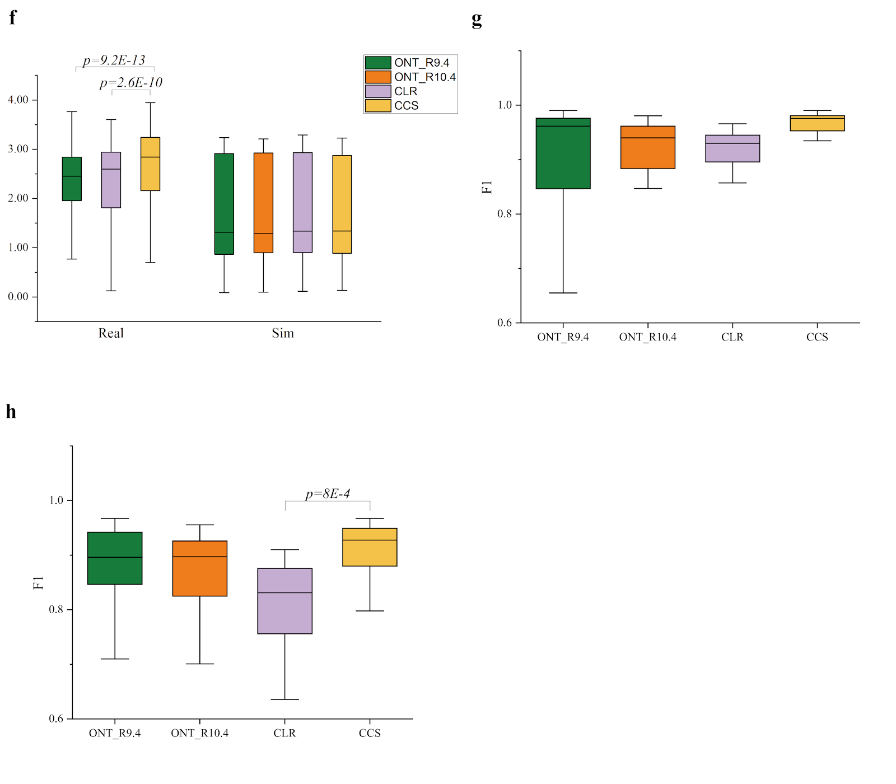 f
p=9.2E-13
p=2.6E-10
ONT_R9.4
ONT_R10.4
CLR
CCS
4.00
3.00
2.00
1.00
0.00
Real
Sim
g
F1
1.0
0.8
0.6
ONT_R9.4
ONT_R10.4
CLR
CCS
h
p=8E-4
F1
1.0
0.8
0.6
ONT_R9.4
ONT_R10.4
CLR
CCS